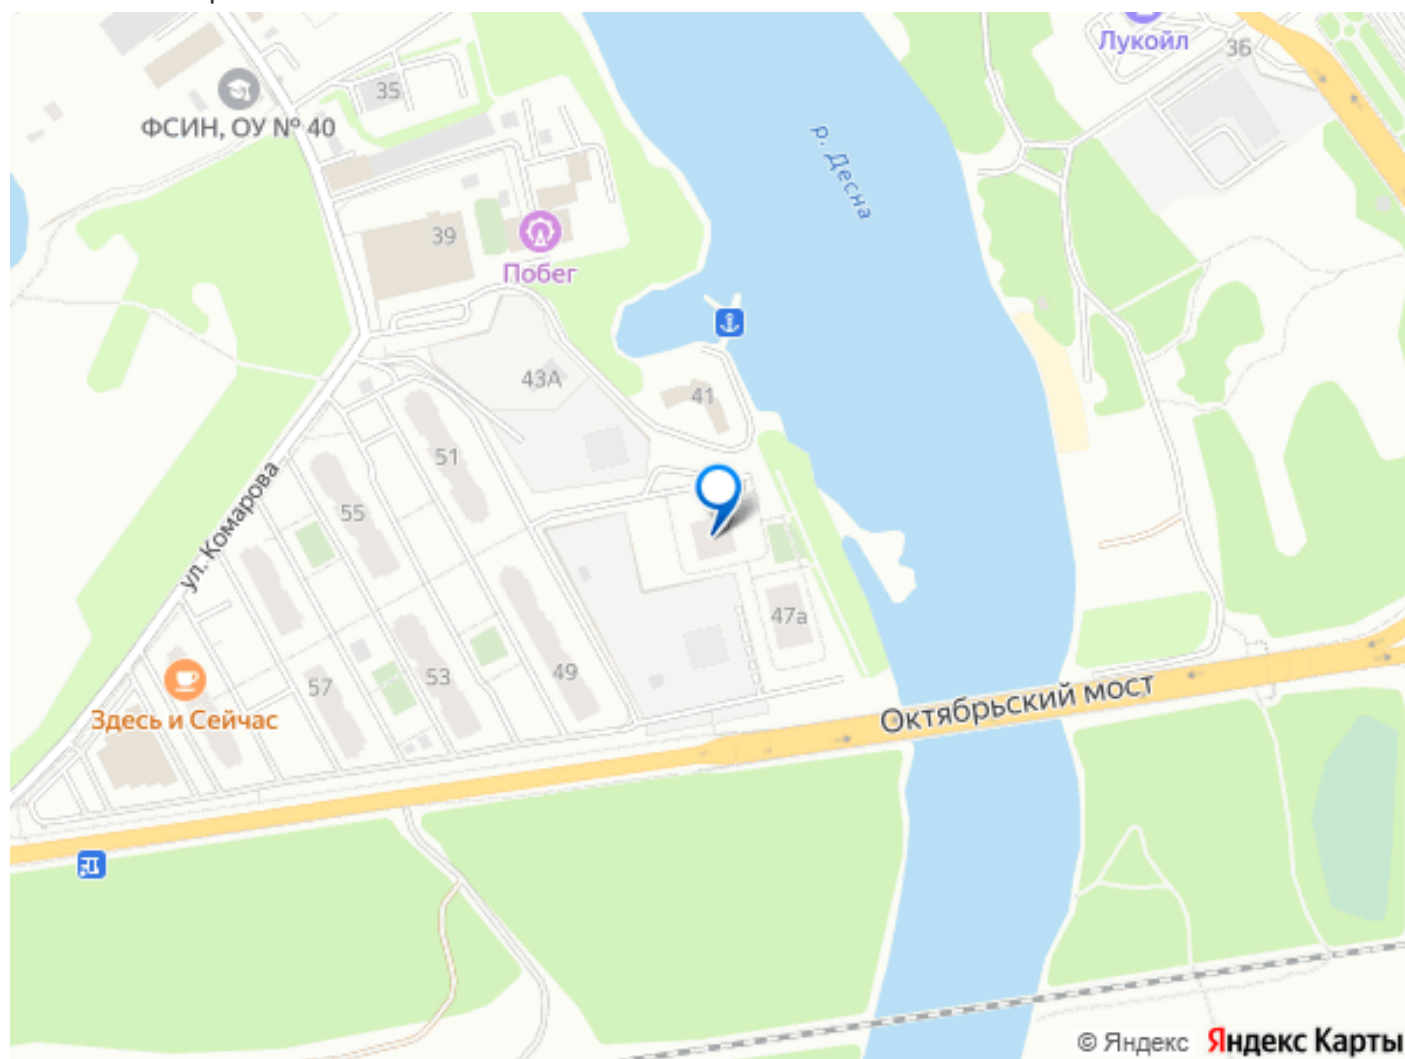 Лукойл
36
35
ФСИН, ОУ № 40
р. Десна
39
Побег
43А
41
51
55
ул. Комарова
47а
49
53
57
Здесь и Сейчас
Октябрьский мост
© Яндекс Яндекс Карты